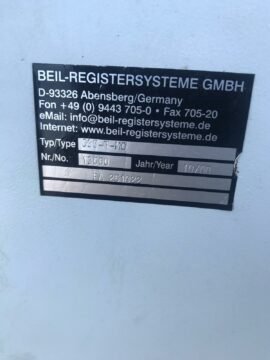 BEIL-REGISTERSYSTEME GMBH
D-93326 Abensberg/Germany
Fon +49 (0) 9443 705-0 • Fax 705-20
eMail: info@beil-registersysteme.de
Internet: www.beil-registersysteme.de
Typ/Type
Nr./No. Jahr/Year